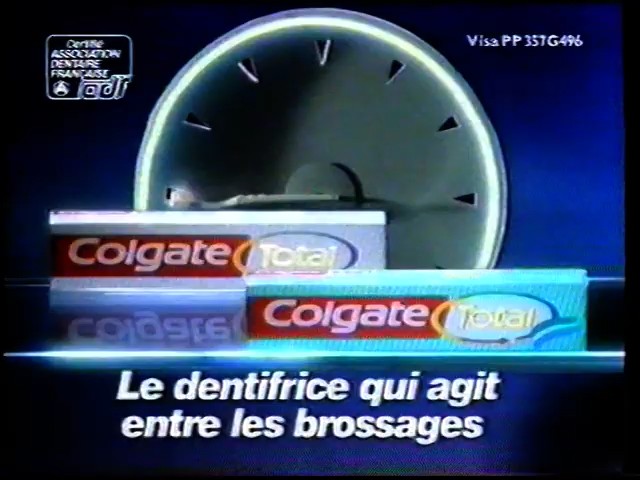 Certifié
ASSOCIATION
DENTAIRE
FRANÇAISE
adf
Visa PP 357G496
Colgate Total
Colgate Total
Colgate
Le dentifrice qui agit
entre les brossages